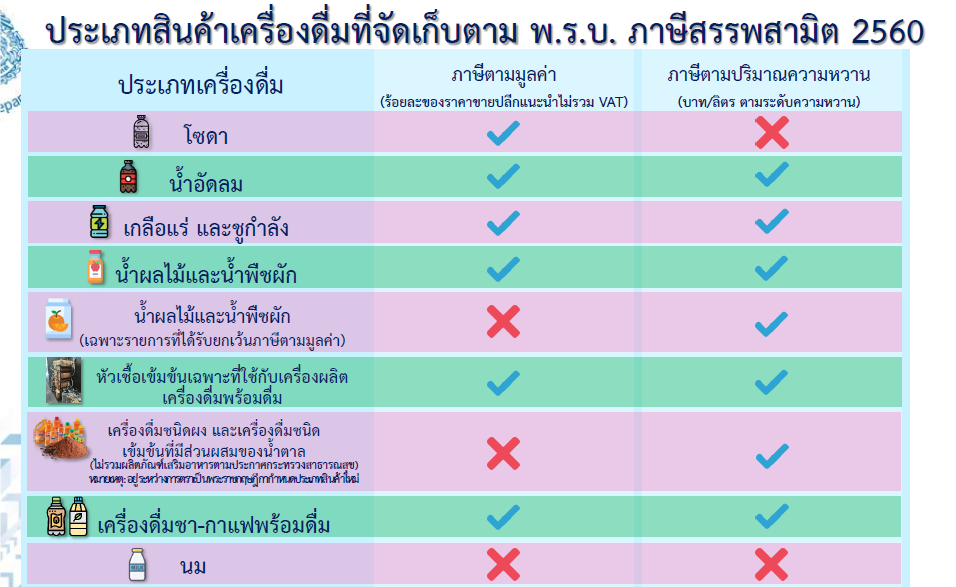 ประเภทสินค้าเครื่องดื่มที่จัดเก็บตาม พ.ร.บ. ภาษีสรรพสามิต 2560
ประเภทเครื่องดื่ม
ภาษีตามมูลค่า
(ร้อยละของราคาขายปลีกแนะนำไม่รวม VAT)
ภาษีตามปริมาณความหวาน
(บาท/ลิตร ตามระดับความหวาน)
โซดา
น้ำอัดลม
เกลือแร่ และชูกำลัง
น้ำผลไม้และน้ำพืชผัก
น้ำผลไม้และน้ำพืชผัก
(เฉพาะรายการที่ได้รับยกเว้นภาษีตามมูลค่า)
หัวเชื้อเข้มข้นเฉพาะที่ใช้กับเครื่องผลิต
เครื่องดื่มพร้อมดื่ม
เครื่องดื่มชนิดผง และเครื่องดื่มชนิด
เข้มข้นที่มีส่วนผสมของน้ำตาล
(ไม่รวมผลิตภัณฑ์เสริมอาหารตามประกาศกระทรวงสาธารณสุข)
หมายเหตุ : อยู่ระหว่างการตราเป็นพระราชกฤษฎีกากำหนดประเภทสินค้าใหม่
เครื่องดื่มชา-กาแฟพร้อมดื่ม
MILK
นม